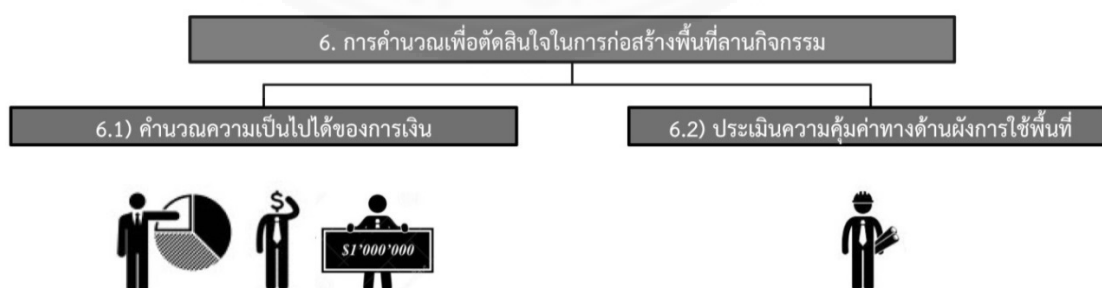 6. การคำนวณเพื่อตัดสินใจในการก่อสร้างพื้นที่ลานกิจกรรม
6.1) คำนวณความเป็นไปได้ของการเงิน
6.2) ประเมินความคุ้มค่าทางด้านผังการใช้พื้นที่
$
$1'000'000